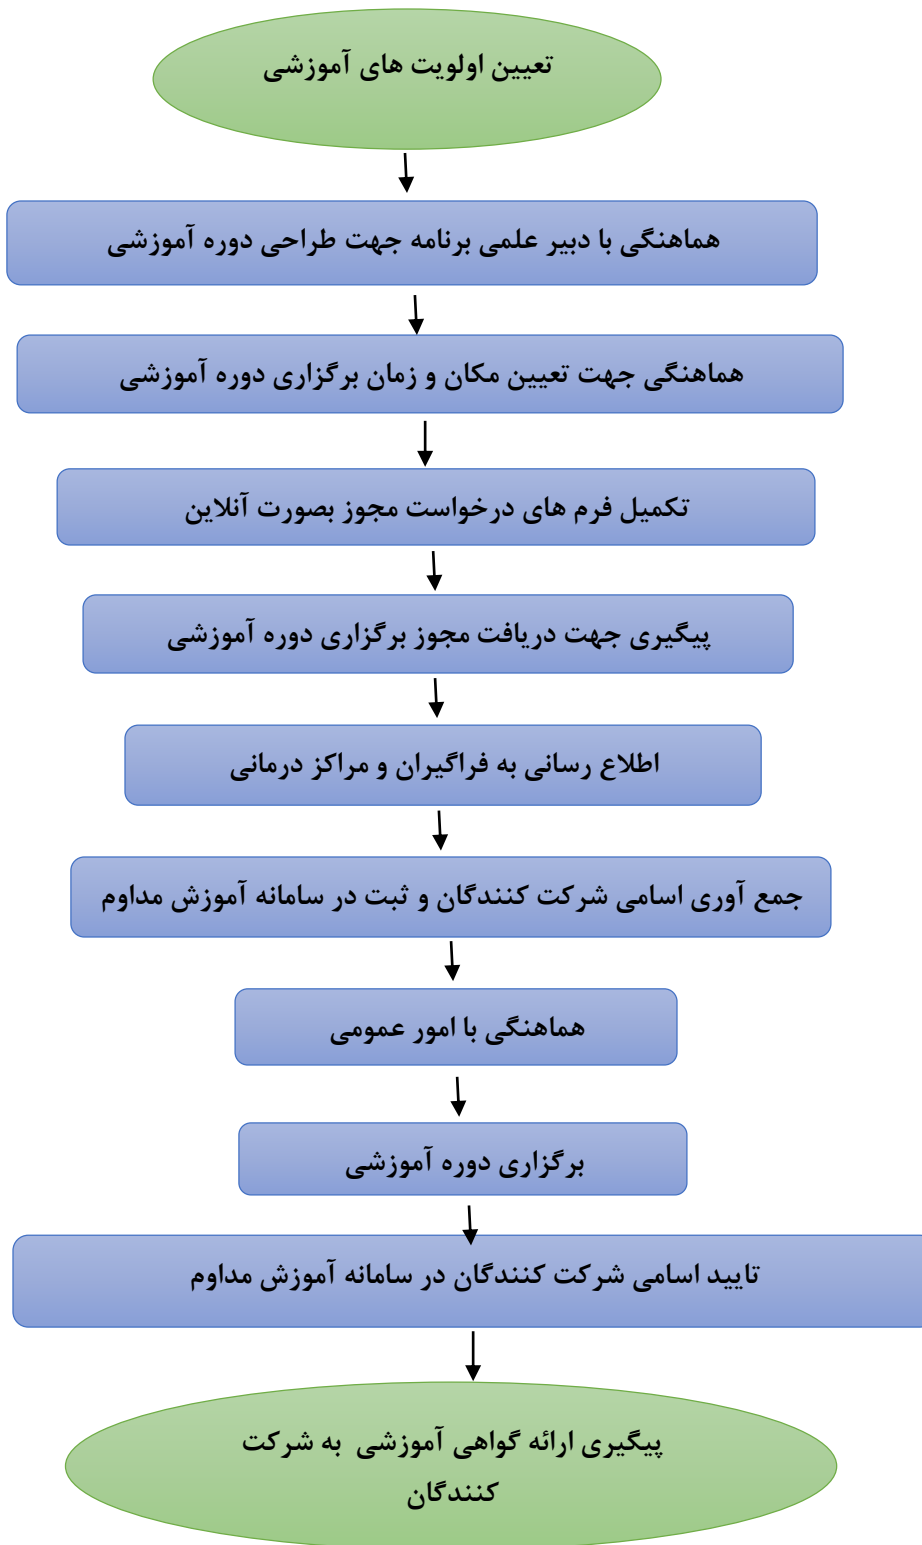 تعیین اولویت های آموزشی
هماهنگی با دبیر علمی برنامه جهت طراحی دوره آموزشی
هماهنگی جهت تعیین مکان و زمان برگزاری دوره آموزشی
تکمیل فرم های درخواست مجوز بصورت آنلاین
پیگیری جهت دریافت مجوز برگزاری دوره آموزشی
اطلاع رسانی به فراگیران و مراکز درمانی
جمع آوری اسامی شرکت کنندگان و ثبت در سامانه آموزش مداوم
هماهنگی با امور عمومی
برگزاری دوره آموزشی
تایید اسامی شرکت کنندگان در سامانه آموزش مداوم
پیگیری ارائه گواهی آموزشی به شرکت
کنندگان